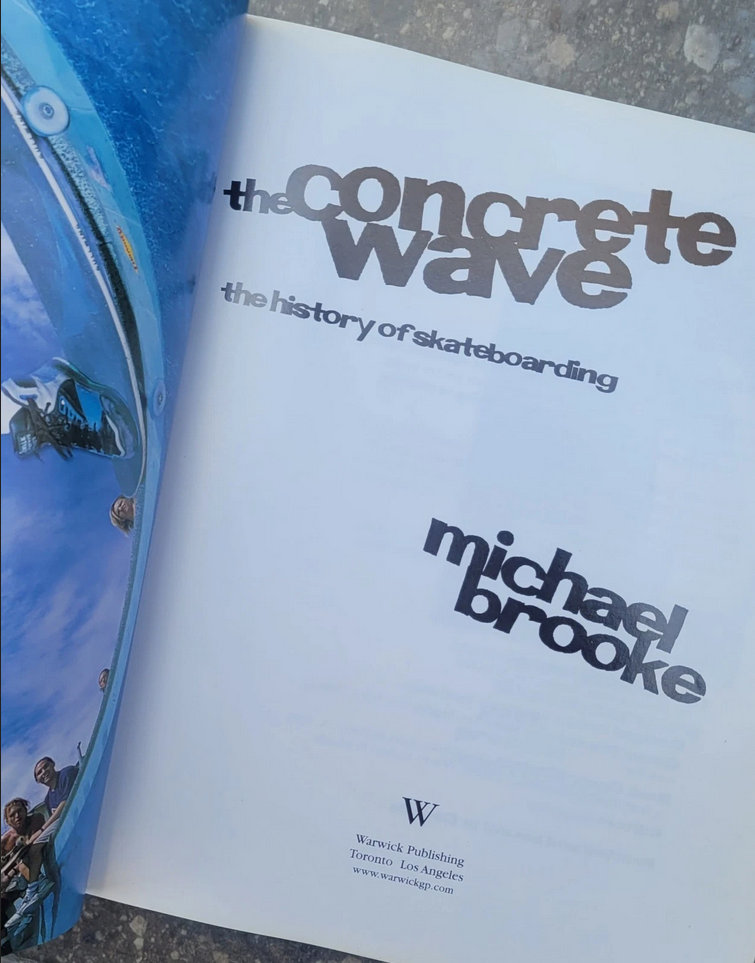 the concrete
wave
the history of skateboarding
michael
brooke
W
Warwick Publishing
Toronto Los Angeles
www.warwickgp.com